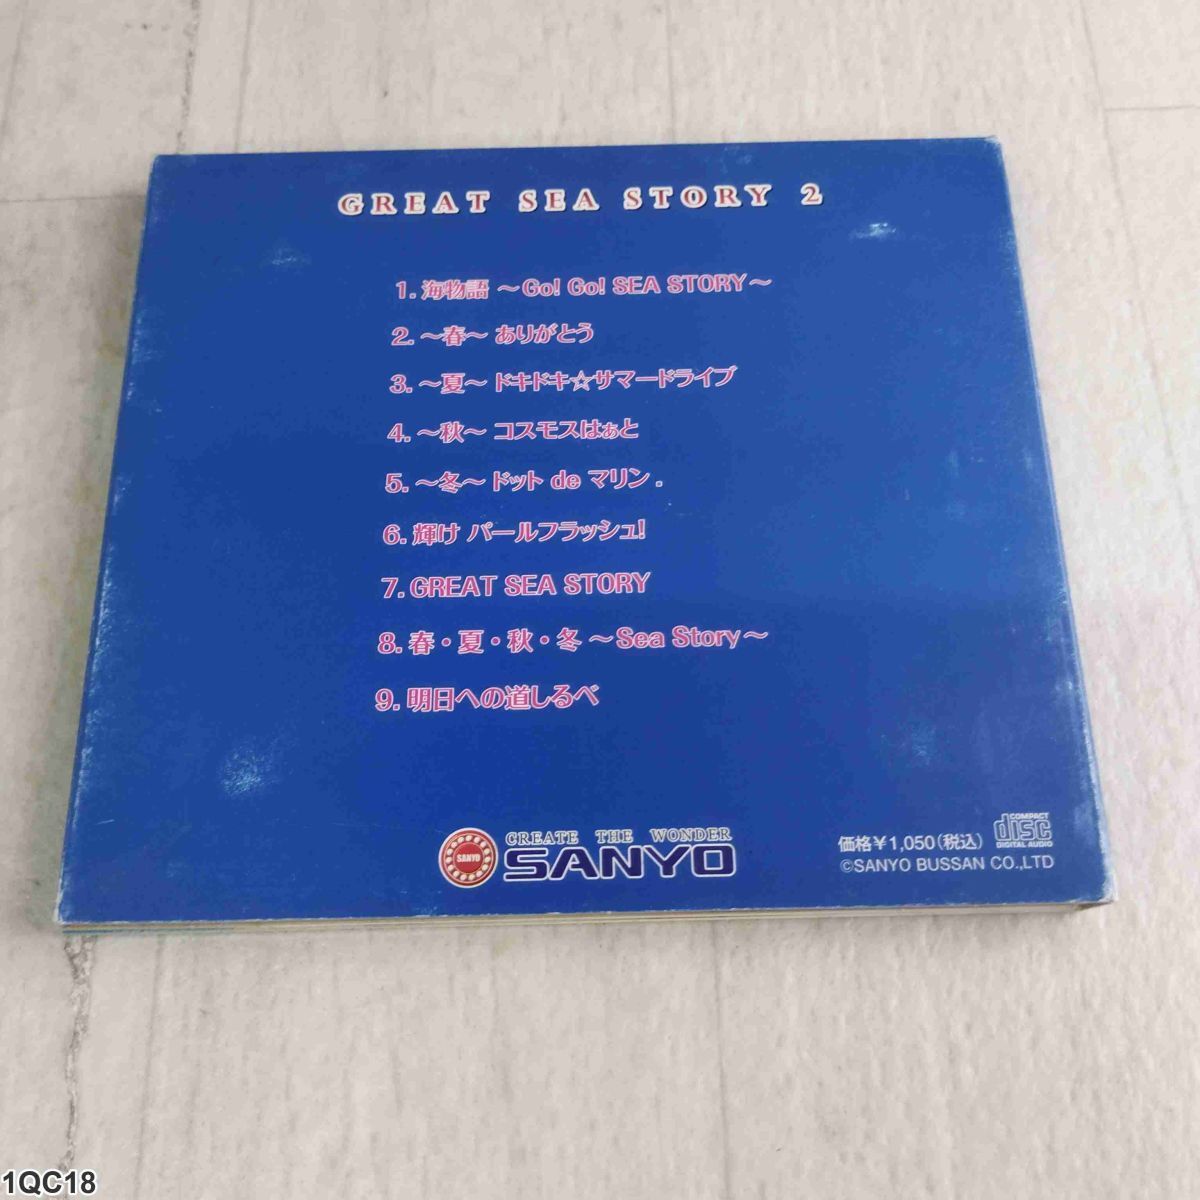 GREAT SEA STORY 2
1. 海物語 ～Go! Go! SEA STORY～
2. ～春～ ありがとう
3. ～夏～ ドキドキ☆サマードライブ
4. ～秋～ コスモスはぁと
5. ～冬～ ドット de マリン.
6. 輝け パールフラッシュ!
7. GREAT SEA STORY
8. 春・夏・秋・冬 ～Sea Story～
9. 明日への道しるべ
CREATE THE WONDER
SANYO
SANYO
価格¥1,050(税込)
COMPACT
disc
DIGITAL AUDIO
©SANYO BUSSAN CO.,LTD
1QC18